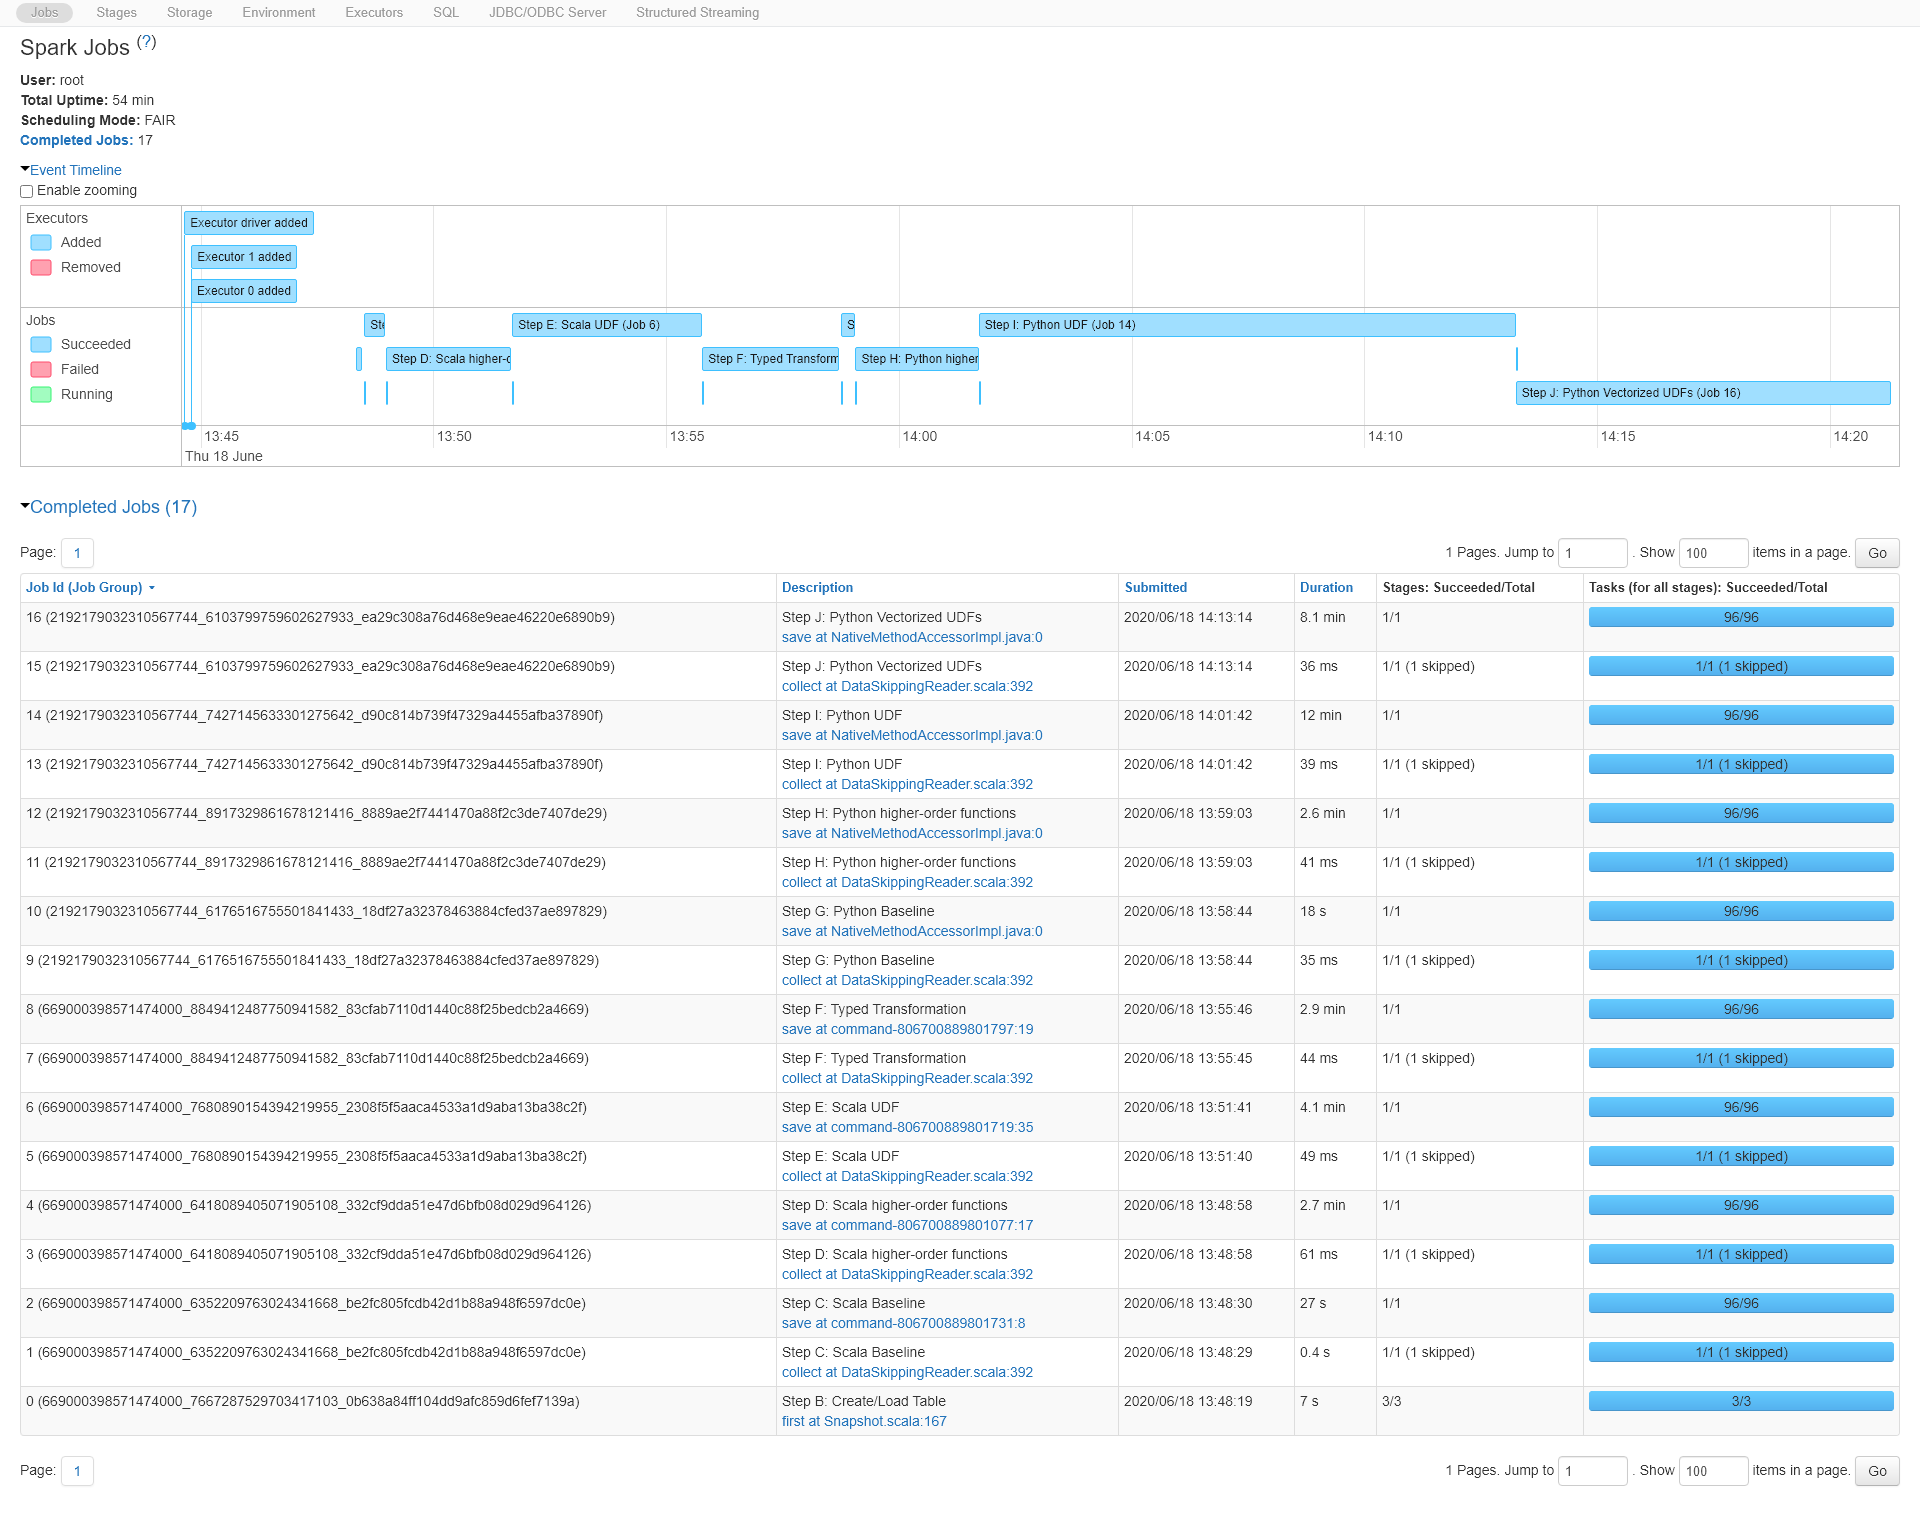 Jobs Stages Storage Environment Executors SQL JDBC/ODBC Server Structured Streaming
Spark Jobs (?)
User: root
Total Uptime: 54 min
Scheduling Mode: FAIR
Completed Jobs: 17
Event Timeline
Enable zooming
Executors
Added
Removed
Executor driver added
Executor 1 added
Executor 0 added
Jobs
Succeeded
Failed
Running
Ste
Step E: Scala UDF (Job 6)
S
Step I: Python UDF (Job 14)
Step D: Scala higher-o
Step F: Typed Transform
Step H: Python higher
Step J: Python Vectorized UDFs (Job 16)
13:45 13:50 13:55 14:00 14:05 14:10 14:15 14:20
Thu 18 June
Completed Jobs (17)
Page: 1 1 Pages. Jump to 1 . Show 100 items in a page. Go
Job Id (Job Group) Description Submitted Duration Stages: Succeeded/Total Tasks (for all stages): Succeeded/Total
16 (2192179032310567744_6103799759602627933_ea29c308a76d468e9eae46220e6890b9) Step J: Python Vectorized UDFs 2020/06/18 14:13:14 8.1 min 1/1 96/96
save at NativeMethodAccessorImpl.java:0
15 (2192179032310567744_6103799759602627933_ea29c308a76d468e9eae46220e6890b9) Step J: Python Vectorized UDFs 2020/06/18 14:13:14 36 ms 1/1 (1 skipped) 1/1 (1 skipped)
collect at DataSkippingReader.scala:392
14 (2192179032310567744_7427145633301275642_d90c814b739f47329a4455afba37890f) Step I: Python UDF 2020/06/18 14:01:42 12 min 1/1 96/96
save at NativeMethodAccessorImpl.java:0
13 (2192179032310567744_7427145633301275642_d90c814b739f47329a4455afba37890f) Step I: Python UDF 2020/06/18 14:01:42 39 ms 1/1 (1 skipped) 1/1 (1 skipped)
collect at DataSkippingReader.scala:392
12 (2192179032310567744_8917329861678121416_8889ae2f7441470a88f2c3de7407de29) Step H: Python higher-order functions 2020/06/18 13:59:03 2.6 min 1/1 96/96
save at NativeMethodAccessorImpl.java:0
11 (2192179032310567744_8917329861678121416_8889ae2f7441470a88f2c3de7407de29) Step H: Python higher-order functions 2020/06/18 13:59:03 41 ms 1/1 (1 skipped) 1/1 (1 skipped)
collect at DataSkippingReader.scala:392
10 (2192179032310567744_6176516755501841433_18df27a32378463884cfed37ae897829) Step G: Python Baseline 2020/06/18 13:58:44 18 s 1/1 96/96
save at NativeMethodAccessorImpl.java:0
9 (2192179032310567744_6176516755501841433_18df27a32378463884cfed37ae897829) Step G: Python Baseline 2020/06/18 13:58:44 35 ms 1/1 (1 skipped) 1/1 (1 skipped)
collect at DataSkippingReader.scala:392
8 (669000398571474000_8849412487750941582_83cfab7110d1440c88f25bedcb2a4669) Step F: Typed Transformation 2020/06/18 13:55:46 2.9 min 1/1 96/96
save at command-806700889801797:19
7 (669000398571474000_8849412487750941582_83cfab7110d1440c88f25bedcb2a4669) Step F: Typed Transformation 2020/06/18 13:55:45 44 ms 1/1 (1 skipped) 1/1 (1 skipped)
collect at DataSkippingReader.scala:392
6 (669000398571474000_7680890154394219955_2308f5f5aaca4533a1d9aba13ba38c2f) Step E: Scala UDF 2020/06/18 13:51:41 4.1 min 1/1 96/96
save at command-806700889801719:35
5 (669000398571474000_7680890154394219955_2308f5f5aaca4533a1d9aba13ba38c2f) Step E: Scala UDF 2020/06/18 13:51:40 49 ms 1/1 (1 skipped) 1/1 (1 skipped)
collect at DataSkippingReader.scala:392
4 (669000398571474000_6418089405071905108_332cf9dda51e47d6bfb08d029d964126) Step D: Scala higher-order functions 2020/06/18 13:48:58 2.7 min 1/1 96/96
save at command-806700889801077:17
3 (669000398571474000_6418089405071905108_332cf9dda51e47d6bfb08d029d964126) Step D: Scala higher-order functions 2020/06/18 13:48:58 61 ms 1/1 (1 skipped) 1/1 (1 skipped)
collect at DataSkippingReader.scala:392
2 (669000398571474000_6352209763024341668_be2fc805fcdb42d1b88a948f6597dc0e) Step C: Scala Baseline 2020/06/18 13:48:30 27 s 1/1 96/96
save at command-806700889801731:8
1 (669000398571474000_6352209763024341668_be2fc805fcdb42d1b88a948f6597dc0e) Step C: Scala Baseline 2020/06/18 13:48:29 0.4 s 1/1 (1 skipped) 1/1 (1 skipped)
collect at DataSkippingReader.scala:392
0 (669000398571474000_7667287529703417103_0b638a84ff104dd9afc859d6fef7139a) Step B: Create/Load Table 2020/06/18 13:48:19 7 s 3/3 3/3
first at Snapshot.scala:167
Page: 1 1 Pages. Jump to 1 . Show 100 items in a page. Go